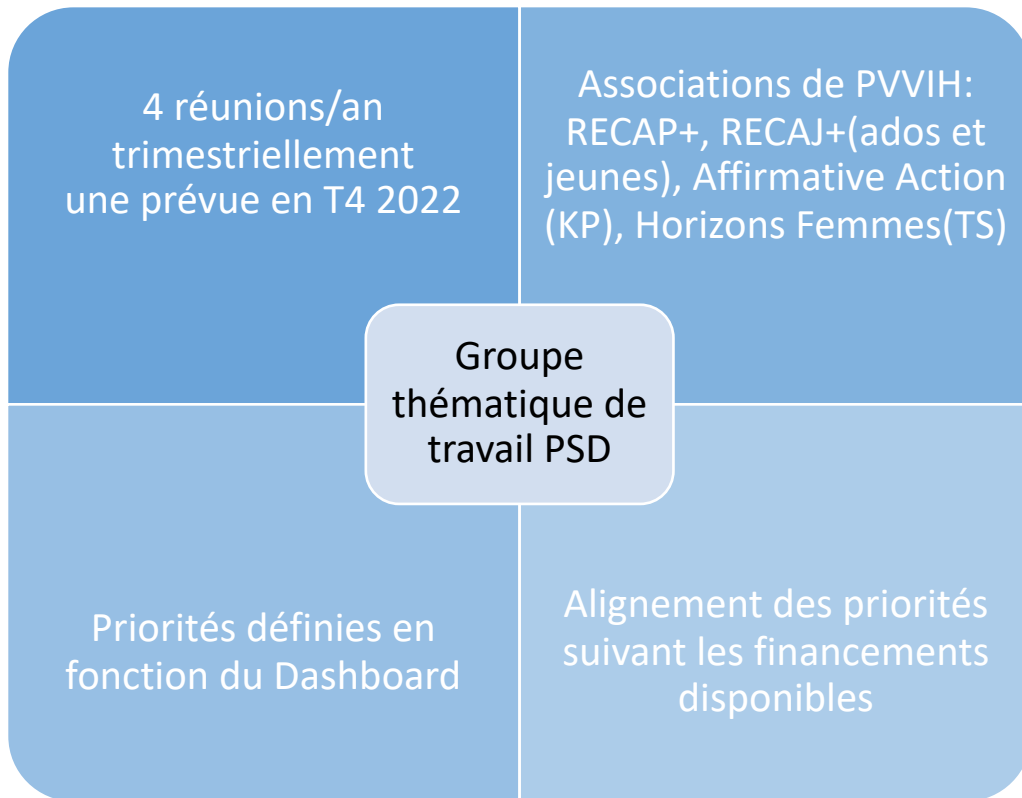 4 réunions/an
trimestriellement
une prévue en T4 2022
Associations de PVVIH:
RECAP+, RECAJ+(ados et
jeunes), Affirmative Action
(KP), Horizons Femmes(TS)
Groupe
thématique de
travail PSD
Priorités définies en
fonction du Dashboard
Alignement des priorités
suivant les financements
disponibles